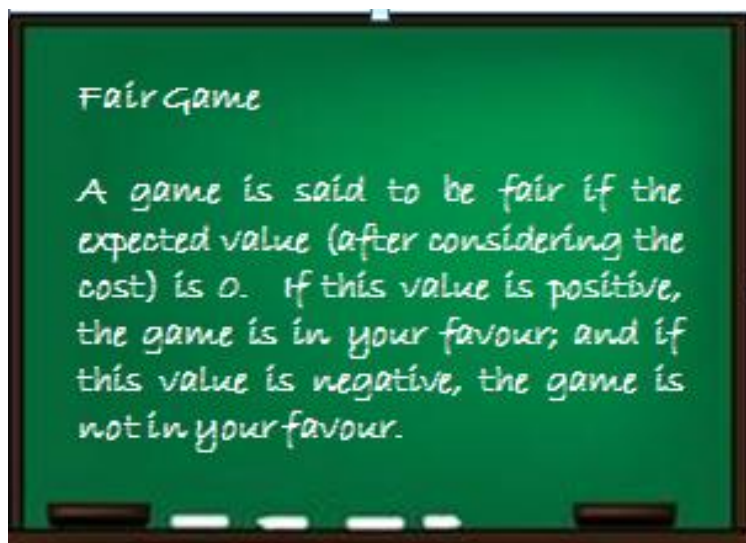 Fair Game
A game is said to be fair if the
expected value (after considering the
cost) is 0. If this value is positive,
the game is in your favour; and if
this value is negative, the game is
not in your favour.